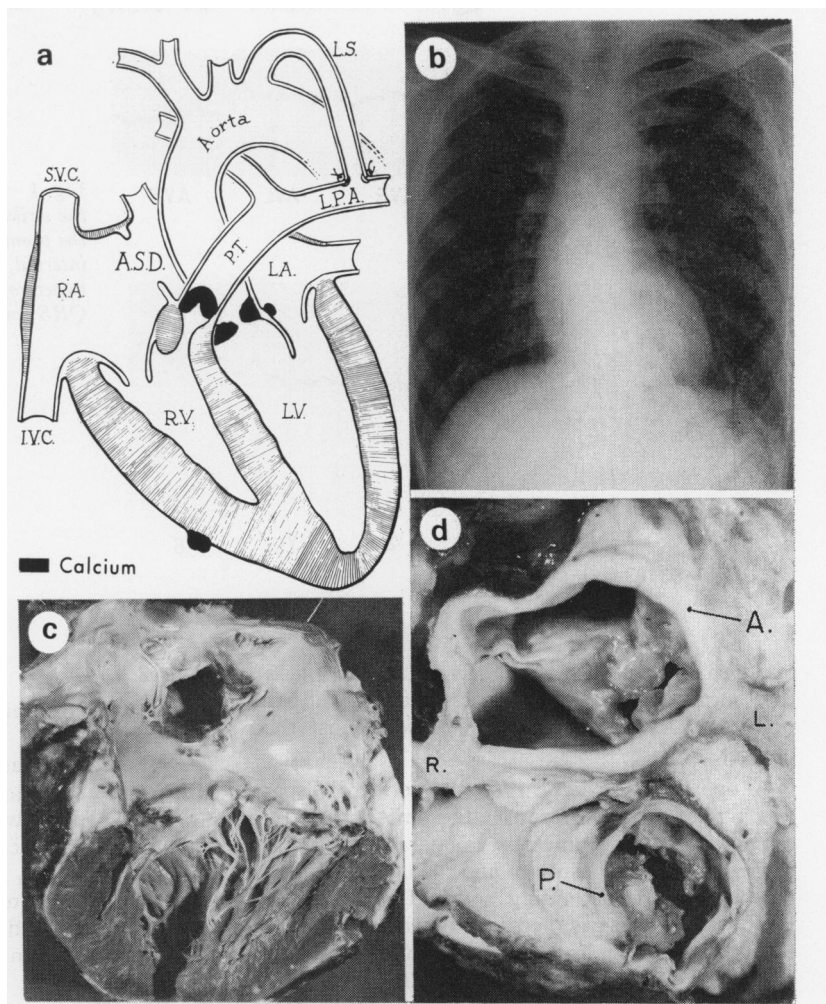 a
L.S.
Aorta
S.V.C.
L.P.A.
A.S.D.
P.T.
L.A.
R.A.
R.V.
L.V.
I.V.C.
Calcium
b
c
d
A.
L.
R.
P.